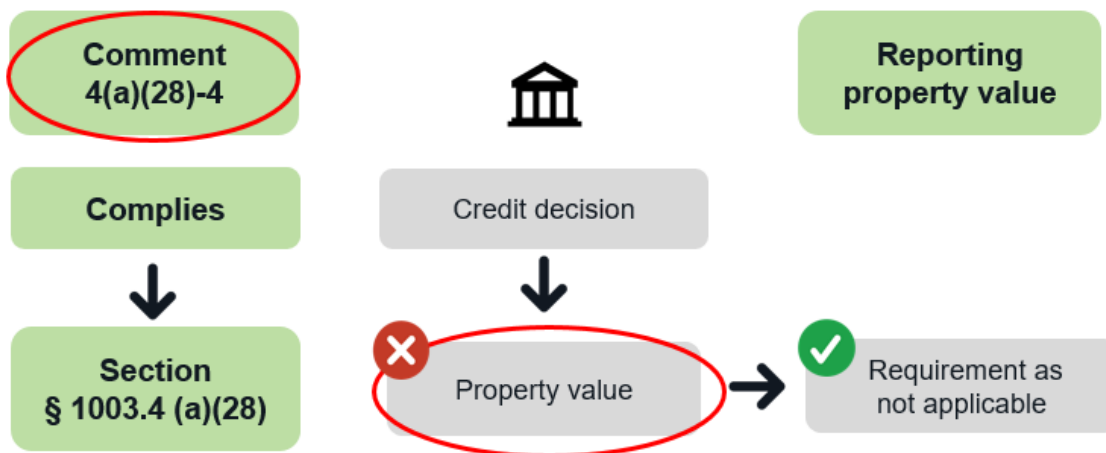 Comment
4(a)(28)-4
Reporting
property value
Complies
Credit decision
Section
§ 1003.4 (a)(28)
Property value
Requirement as
not applicable